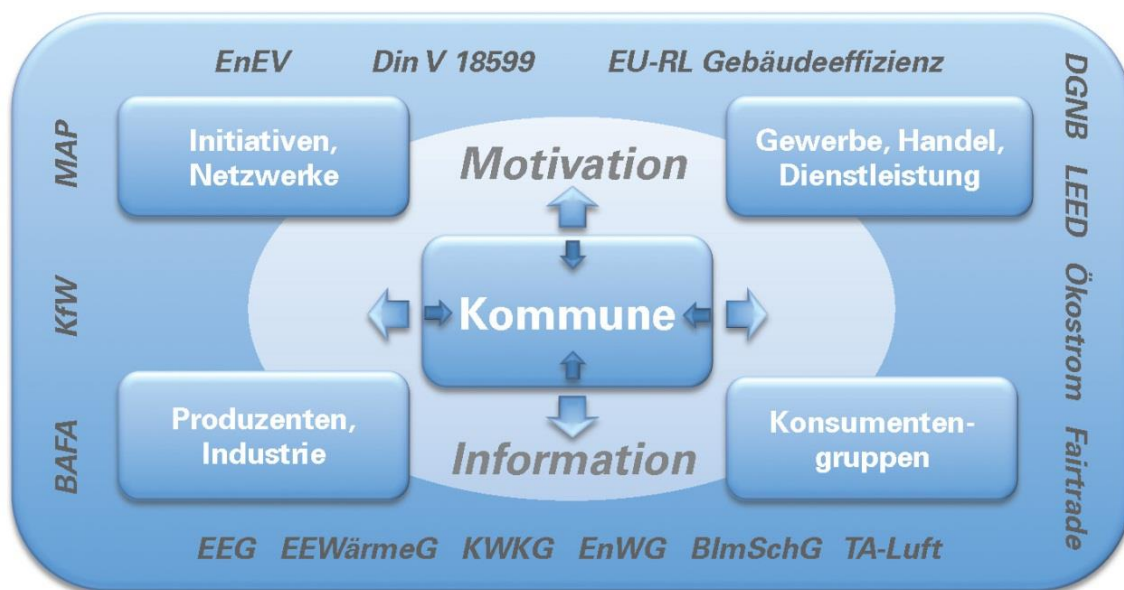 EnEV Din V 18599 EU-RL Gebäudeeffizienz
MAP
KfW
BAFA
Initiativen,
Netzwerke
Motivation
Gewerbe, Handel,
Dienstleistung
Kommune
Produzenten,
Industrie
Information
Konsumenten-
gruppen
DGNB LEED Ökostrom Fairtrade
EEG EEWärmeG KWKG EnWG BImSchG TA-Luft